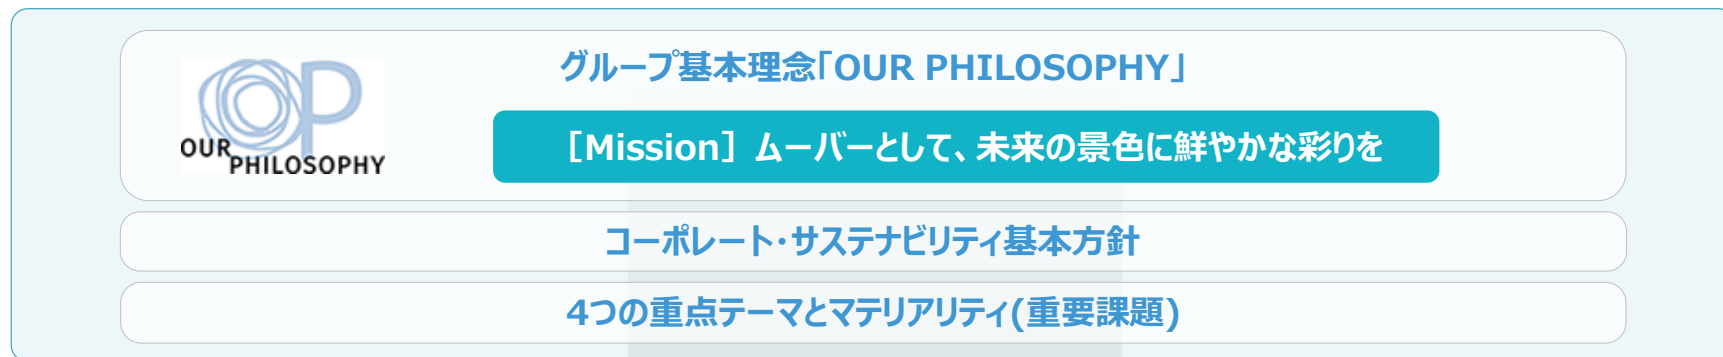 グループ基本理念「OUR PHILOSOPHY」
OP
OUR
PHILOSOPHY
[Mission] ムーバーとして、未来の景色に鮮やかな彩りを
コーポレート・サステナビリティ基本方針
4つの重点テーマとマテリアリティ(重要課題)